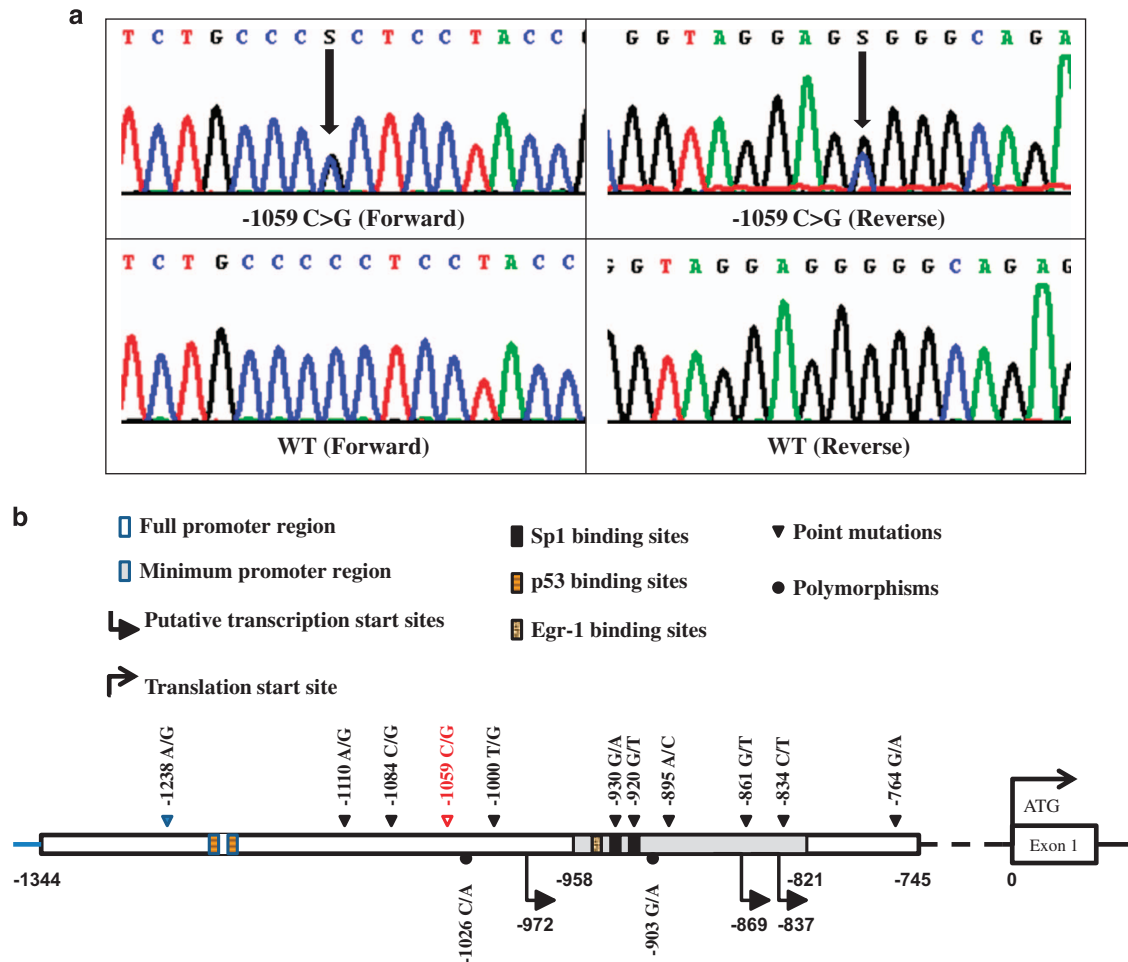 a
T C T G C C C S C T C C T A C C
G G T A G G A G S G G G C A G A
-1059 C>G (Forward)
-1059 C>G (Reverse)
T C T G C C C C C T C C T A C C
G G T A G G A G G G G G C A G A G
WT (Forward)
WT (Reverse)
b
Full promoter region
Minimum promoter region
Putative transcription start sites
Translation start site
Sp1 binding sites
p53 binding sites
Egr-1 binding sites
Point mutations
Polymorphisms
-1238 A/G
-1110 A/G
-1084 C/G
-1059 C/G
-1000 T/G
-930 G/A
-920 G/T
-895 A/C
-861 G/T
-834 C/T
-764 G/A
ATG
Exon 1
-1344
-1026 C/A
-972
-958
-903 G/A
-869
-837
-821
-745
0